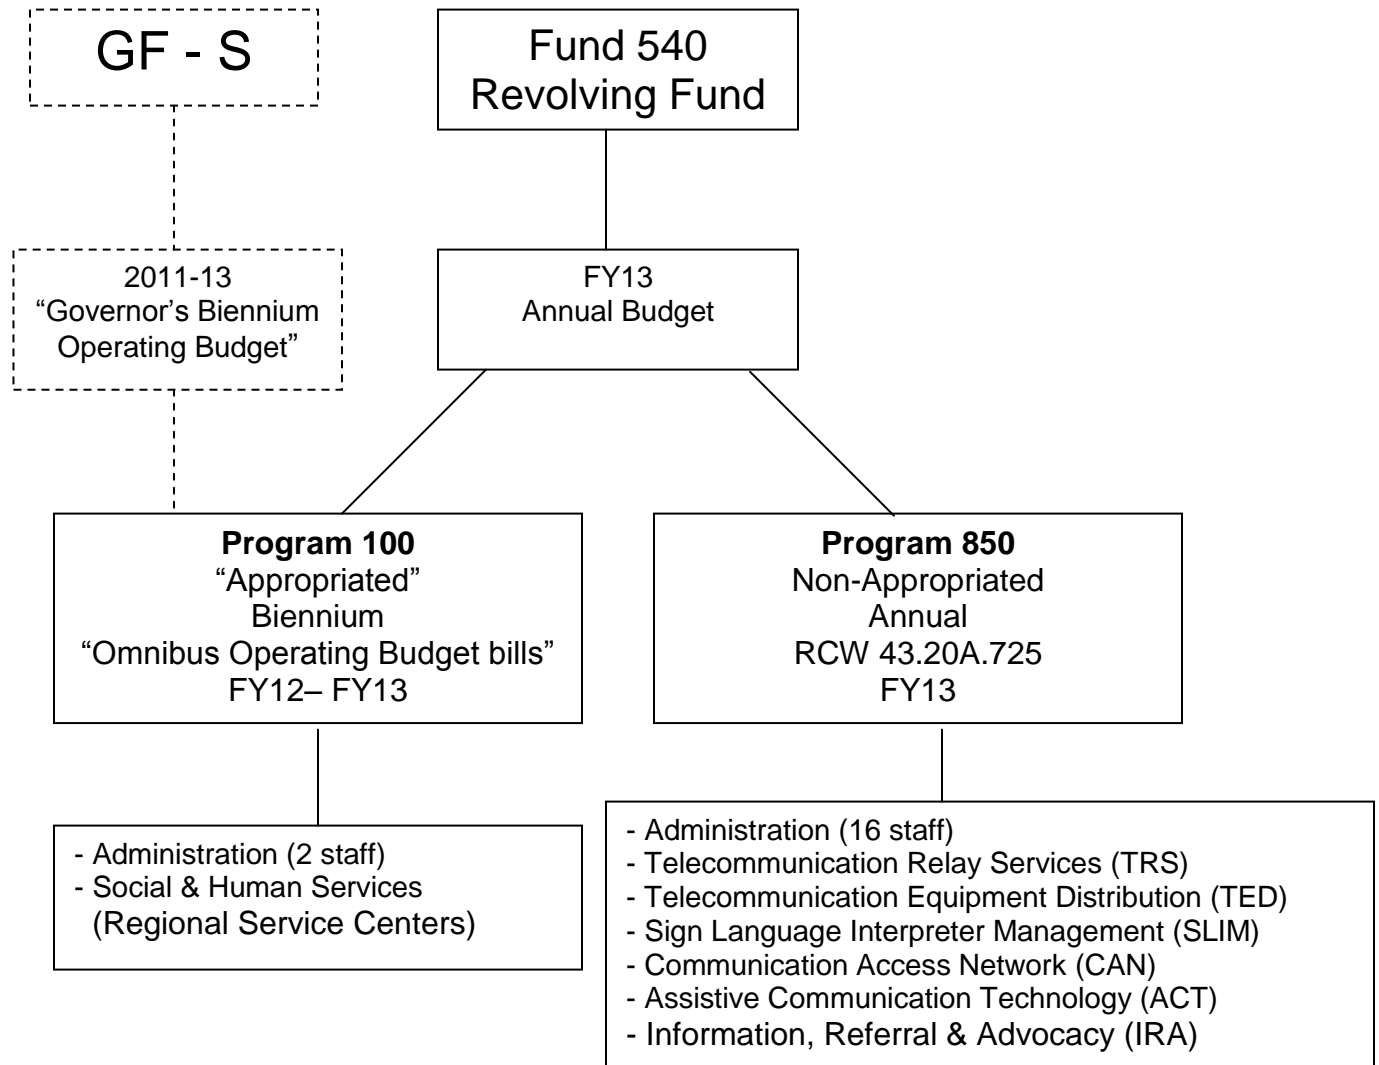 GF - S
Fund 540
Revolving Fund
2011-13
“Governor’s Biennium
Operating Budget”
FY13
Annual Budget
Program 100
“Appropriated”
Biennium
“Omnibus Operating Budget bills”
FY12– FY13
Program 850
Non-Appropriated
Annual
RCW 43.20A.725
FY13
- Administration (2 staff)
- Social & Human Services
(Regional Service Centers)
- Administration (16 staff)
- Telecommunication Relay Services (TRS)
- Telecommunication Equipment Distribution (TED)
- Sign Language Interpreter Management (SLIM)
- Communication Access Network (CAN)
- Assistive Communication Technology (ACT)
- Information, Referral & Advocacy (IRA)